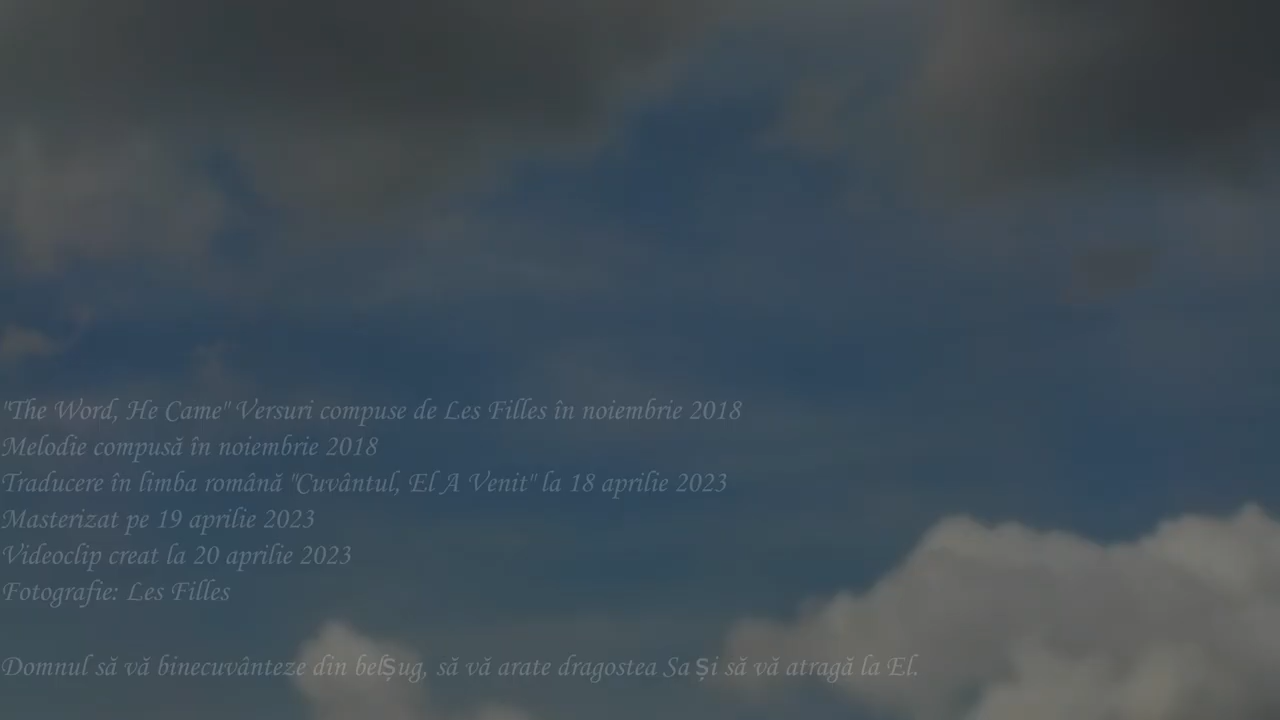 "The Word, He Came" Versuri compuse de Les Filles în noiembrie 2018
Melodie compusă în noiembrie 2018
Traducere în limba română "Cuvântul, El A Venit" la 18 aprilie 2023
Masterizat pe 19 aprilie 2023
Videoclip creat la 20 aprilie 2023
Fotografie: Les Filles
Domnul să vă binecuvânteze din belȘug, să vă arate dragostea Sa Și să vă atragă la El.